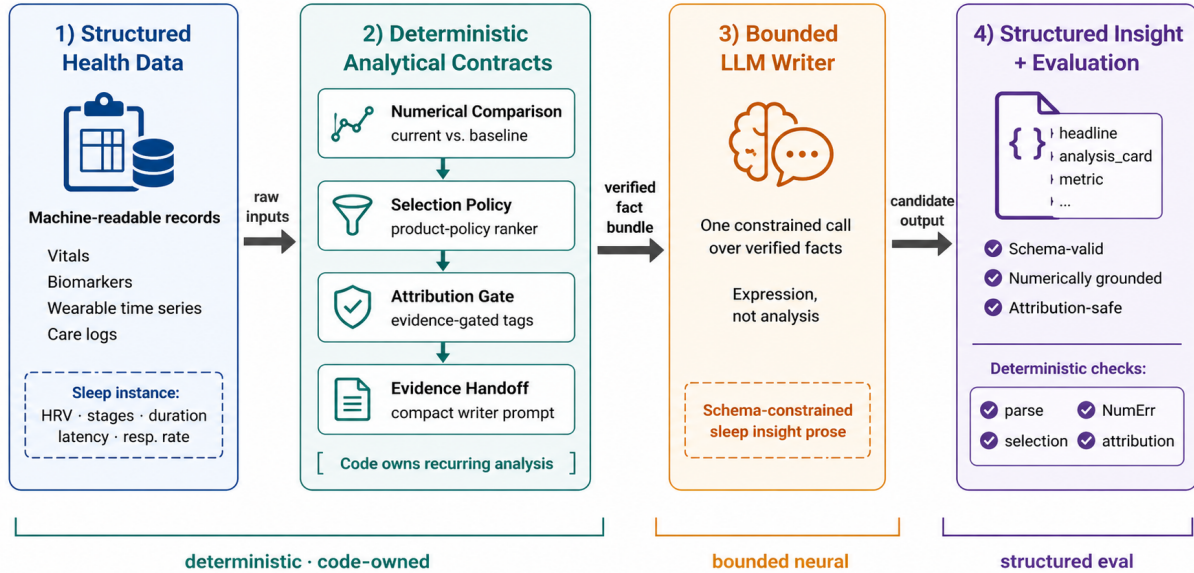 1) Structured
Health Data
Machine-readable records
Vitals
Biomarkers
Wearable time series
Care logs
Sleep instance:
HRV · stages · duration
latency · resp. rate
raw
inputs
2) Deterministic
Analytical Contracts
Numerical Comparison
current vs. baseline
Selection Policy
product-policy ranker
Attribution Gate
evidence-gated tags
Evidence Handoff
compact writer prompt
[ Code owns recurring analysis ]
verified
fact
bundle
3) Bounded
LLM Writer
One constrained call
over verified facts
Expression,
not analysis
Schema-constrained
sleep insight prose
candidate
output
4) Structured Insight
+ Evaluation
{ }
headline
analysis_card
metric
...
Schema-valid
Numerically grounded
Attribution-safe
Deterministic checks:
parse NumErr
selection attribution
deterministic · code-owned
bounded neural
structured eval